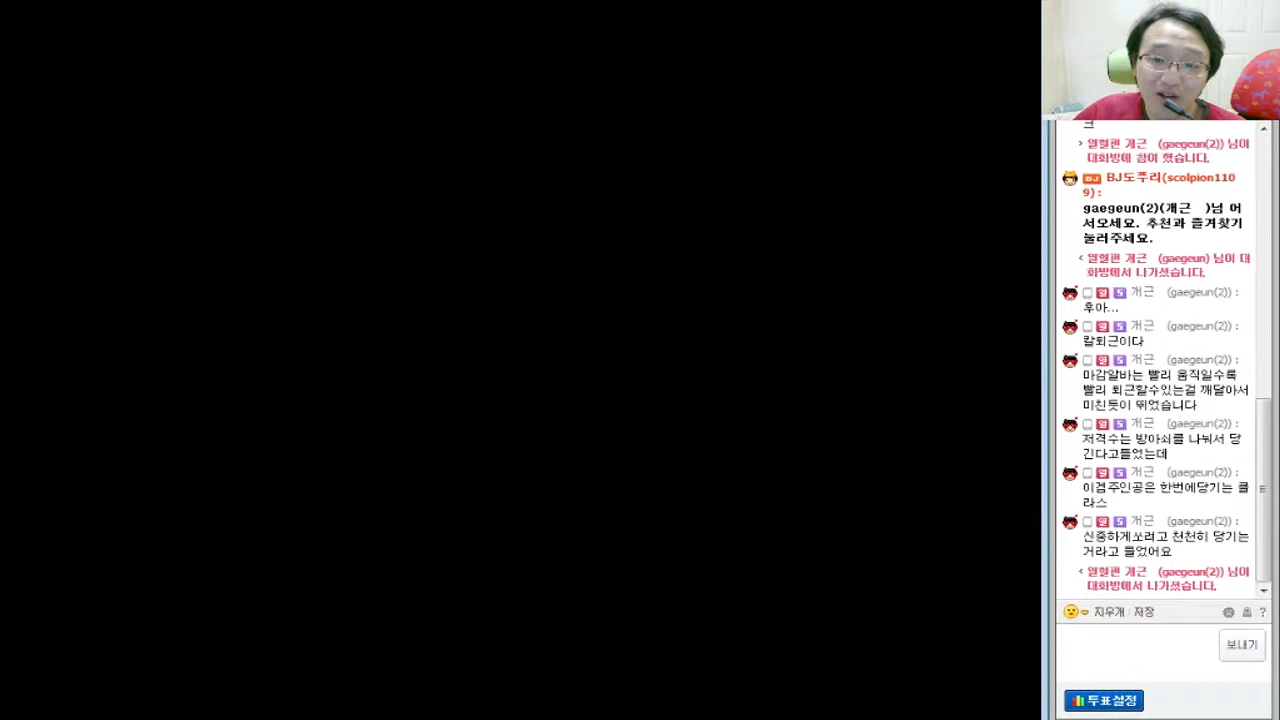 크
열혈팬 개근 (gaegeun(2)) 님이
대화방에 참여 했습니다.
BJ BJ도푸리(scolpion110
9) :
gaegeun(2)(개근 )님 어
서오세요. 추천과 즐겨찾기
눌러주세요.
열혈팬 개근 (gaegeun) 님이 대
화방에서 나가셨습니다.
열 S 개근 (gaegeun(2)) :
후아...
열 S 개근 (gaegeun(2)) :
칼퇴근이다
열 S 개근 (gaegeun(2)) :
마감알바는 빨리 움직일수록
빨리 퇴근할수있는걸 깨달아서
미친듯이 뛰었습니다
열 S 개근 (gaegeun(2)) :
저격수는 방아쇠를 나눠서 당
긴다고들었는데
열 S 개근 (gaegeun(2)) :
이겜주인공은 한번에당기는 클
라스
열 S 개근 (gaegeun(2)) :
신중하게쏘려고 천천히 당기는
거라고 들었어요
열혈팬 개근 (gaegeun(2)) 님이
대화방에서 나가셨습니다.
지우개 저장 ?
보내기
투표설정